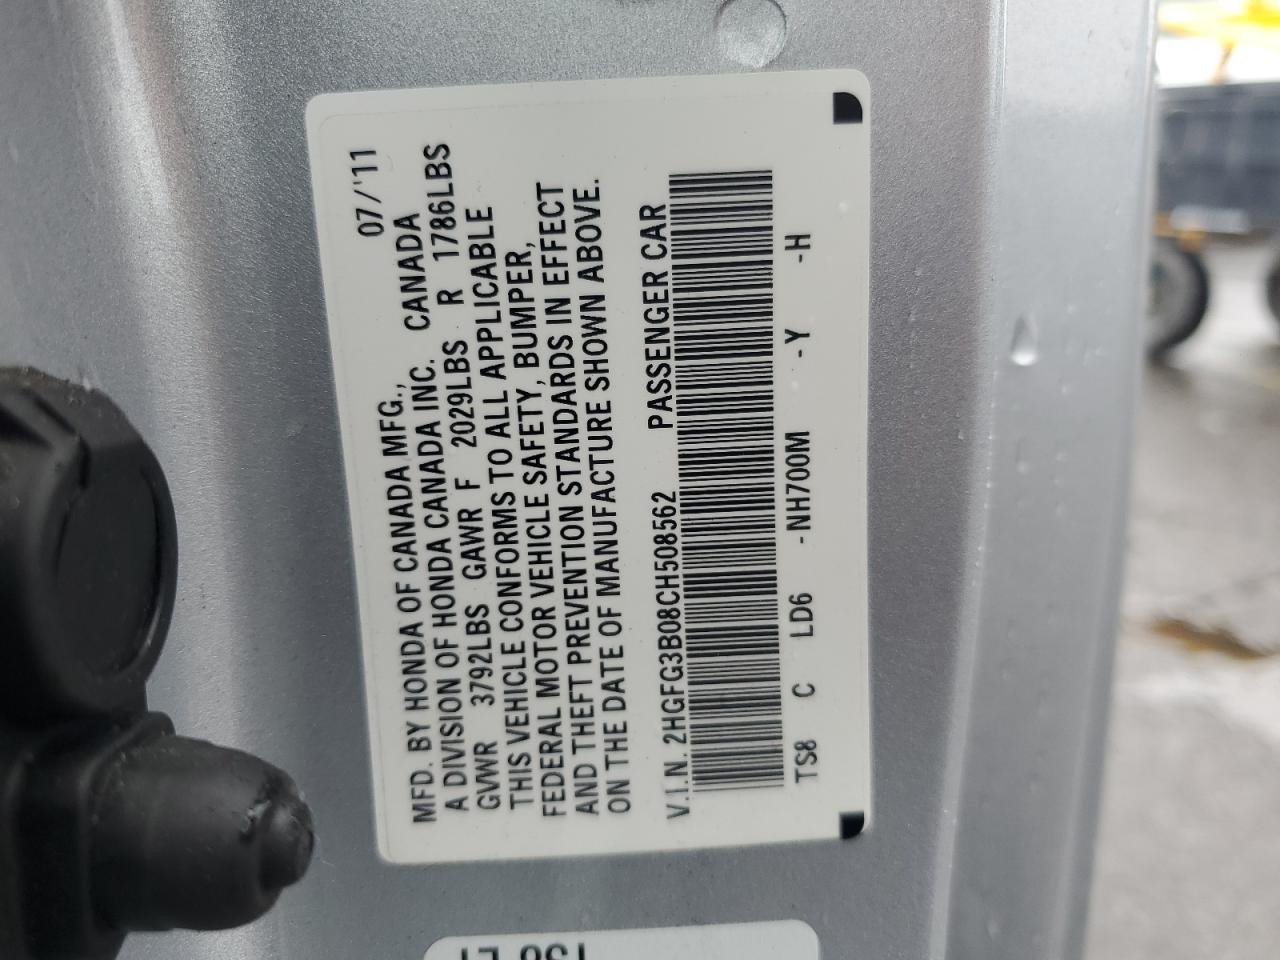 07/'11
MFD. BY HONDA OF CANADA MFG.,
A DIVISION OF HONDA CANADA INC. CANADA
GVWR 3792LBS GAWR F 2029LBS R 1786LBS
THIS VEHICLE CONFORMS TO ALL APPLICABLE
FEDERAL MOTOR VEHICLE SAFETY, BUMPER,
AND THEFT PREVENTION STANDARDS IN EFFECT
ON THE DATE OF MANUFACTURE SHOWN ABOVE.
V.I.N. 2HGFG3B08CH508562 PASSENGER CAR
TS8 C LD6 -NH700M -Y -H